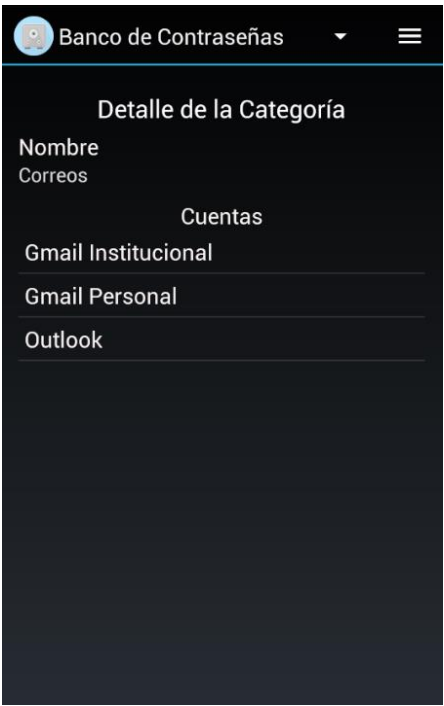 Banco de Contraseñas
Detalle de la Categoría
Nombre
Correos
Cuentas
Gmail Institucional
Gmail Personal
Outlook